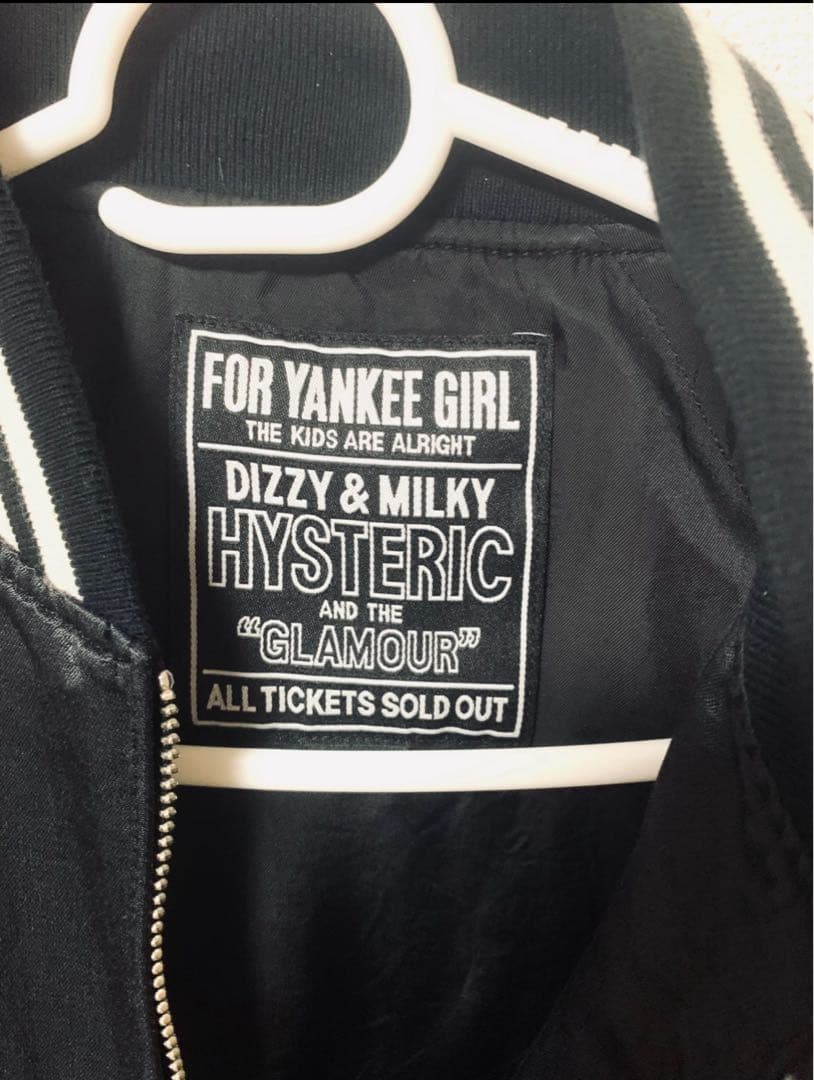 FOR YANKEE GIRL
THE KIDS ARE ALRIGHT
DIZZY & MILKY
HYSTERIC
AND THE
"GLAMOUR"
ALL TICKETS SOLD OUT